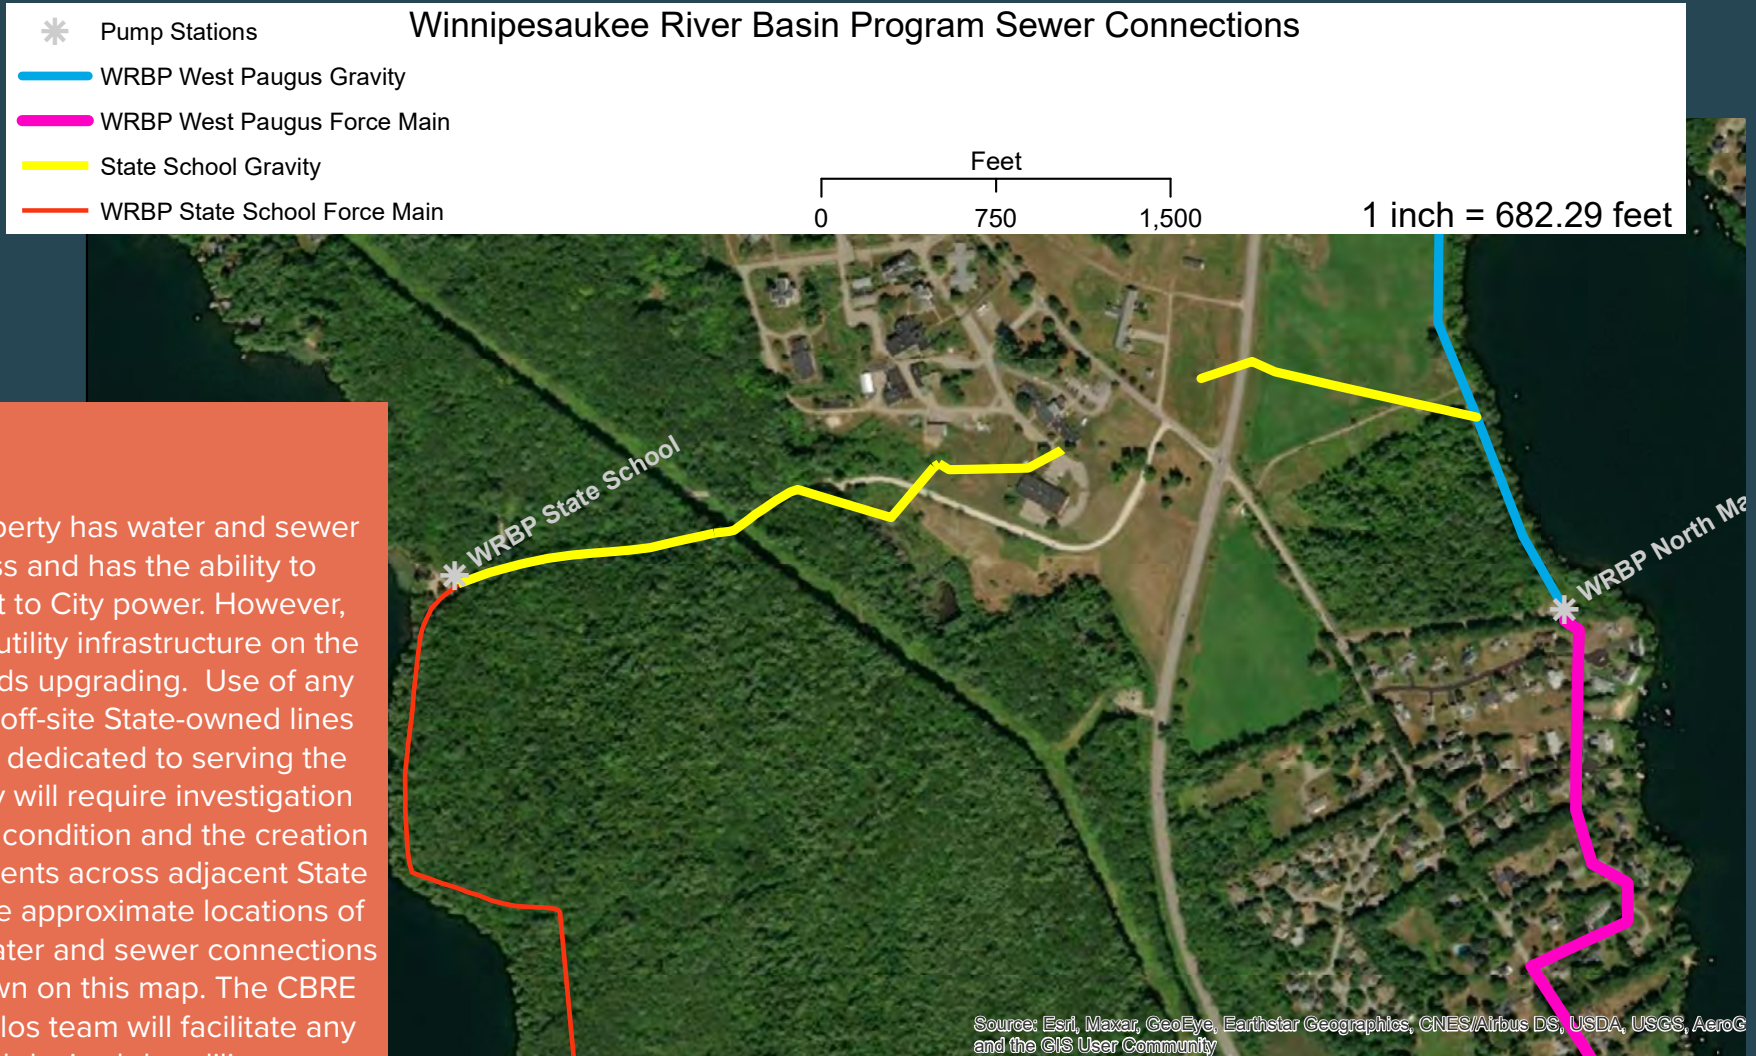 Winnipesaukee River Basin Program Sewer Connections
Pump Stations
WRBP West Paugus Gravity
WRBP West Paugus Force Main
State School Gravity
WRBP State School Force Main
Feet
0 750 1,500
1 inch = 682.29 feet
WRBP State School
WRBP North Ma
perty has water and sewer
ss and has the ability to
t to City power. However,
utility infrastructure on the
ds upgrading. Use of any
off-site State-owned lines
dedicated to serving the
y will require investigation
condition and the creation
ents across adjacent State
e approximate locations of
ater and sewer connections
wn on this map. The CBRE
los team will facilitate any
Source: Esri, Maxar, GeoEye, Earthstar Geographics, CNES/Airbus DS, USDA, USGS, AeroG
and the GIS User Community